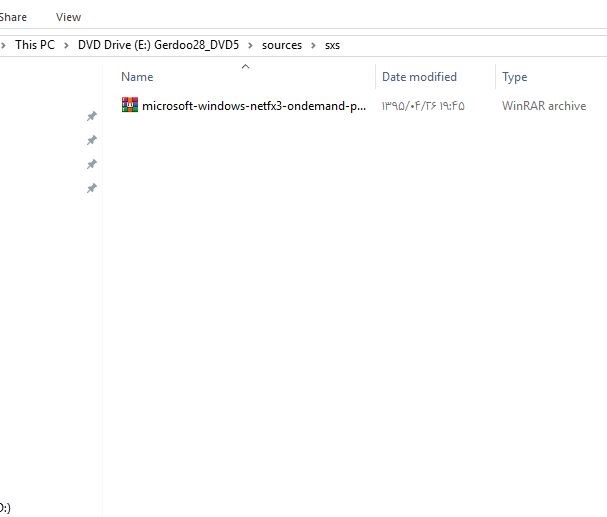 Share View
This PC > DVD Drive (E:) Gerdoo28_DVD5 > sources > sxs
Name Date modified Type
microsoft-windows-netfx3-ondemand-p... ۱۳۹۵/۰۴/۲۶ ۱۹:۴۵ WinRAR archive
D:)